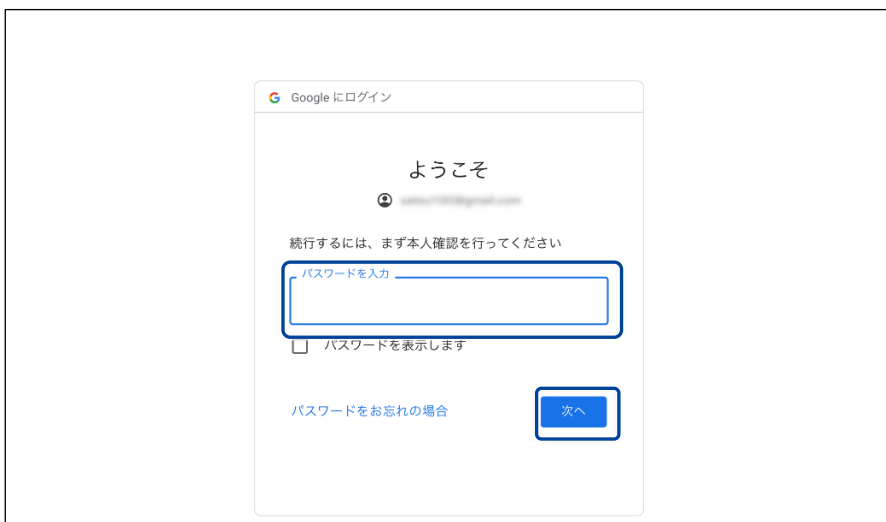 Google にログイン
ようこそ
続行するには、まず本人確認を行ってください
パスワードを入力
パスワードを表示します
パスワードをお忘れの場合
次へ